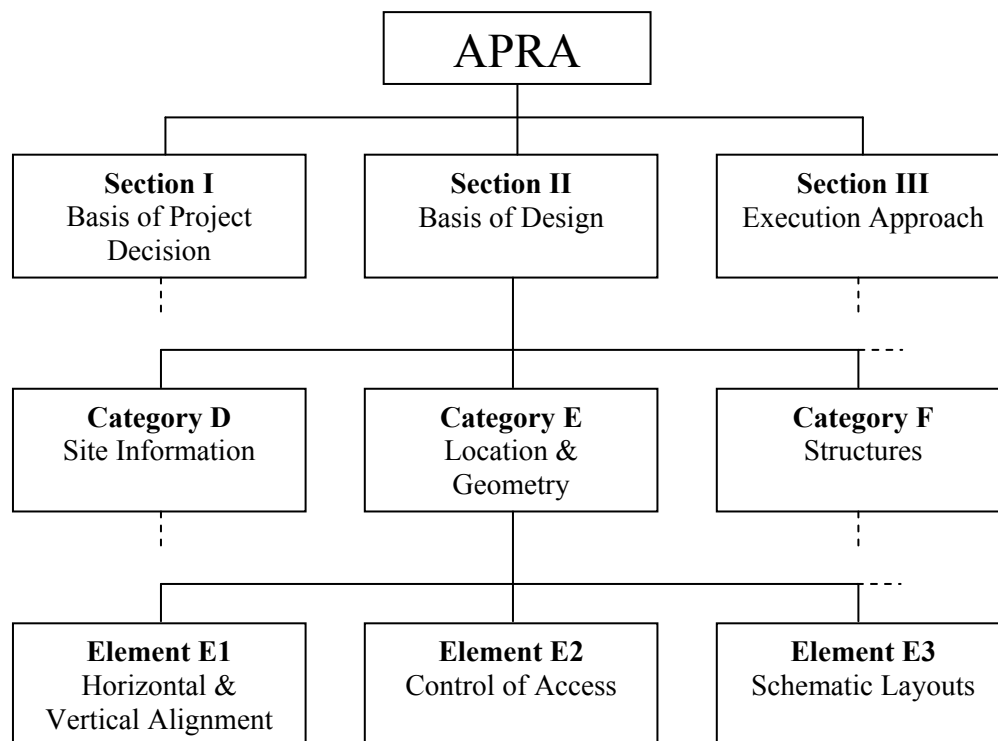 APRA
Section I
Basis of Project
Decision
Section II
Basis of Design
Section III
Execution Approach
Category D
Site Information
Category E
Location &
Geometry
Category F
Structures
Element E1
Horizontal &
Vertical Alignment
Element E2
Control of Access
Element E3
Schematic Layouts